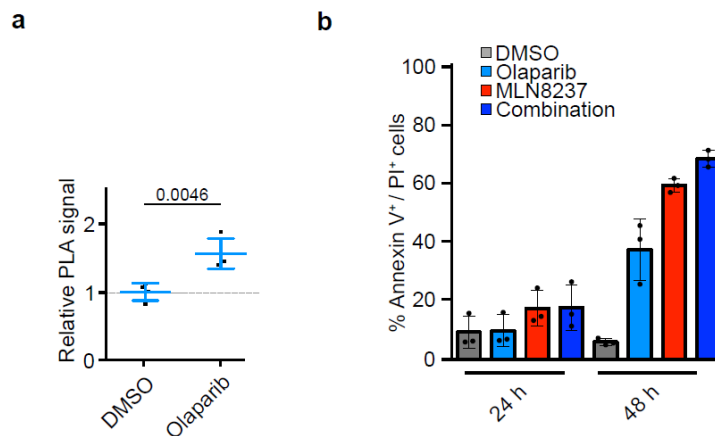 a
Relative PLA signal
2
1
0
0.0046
DMSO
Olaparib
b
% Annexin V⁺ / PI⁺ cells
100
80
60
40
20
0
DMSO
Olaparib
MLN8237
Combination
24 h
48 h